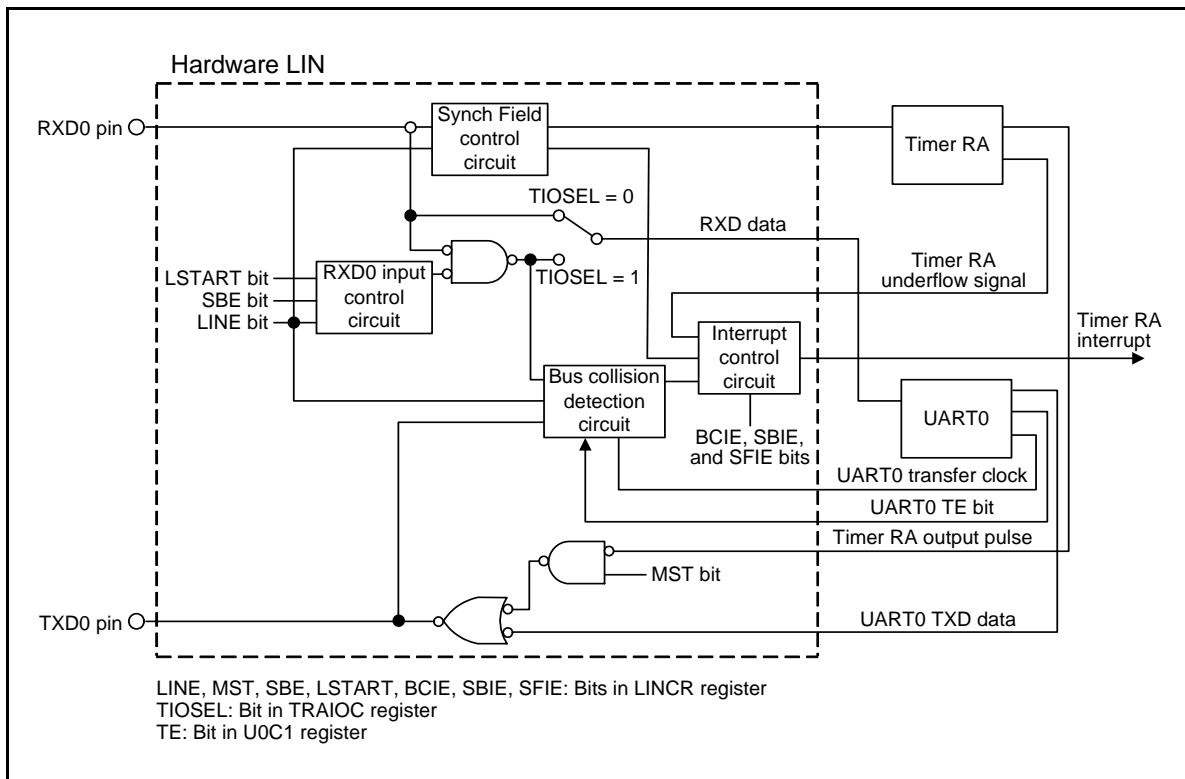 Hardware LIN
RXD0 pin
Synch Field
control
circuit
Timer RA
TIOSEL = 0
RXD data
TIOSEL = 1
LSTART bit
SBE bit
LINE bit
RXD0 input
control
circuit
Timer RA
underflow signal
Timer RA
interrupt
Interrupt
control
circuit
Bus collision
detection
circuit
UART0
BCIE, SBIE,
and SFIE bits
UART0 transfer clock
UART0 TE bit
Timer RA output pulse
MST bit
TXD0 pin
UART0 TXD data
LINE, MST, SBE, LSTART, BCIE, SBIE, SFIE: Bits in LINCR register
TIOSEL: Bit in TRAIOC register
TE: Bit in U0C1 register